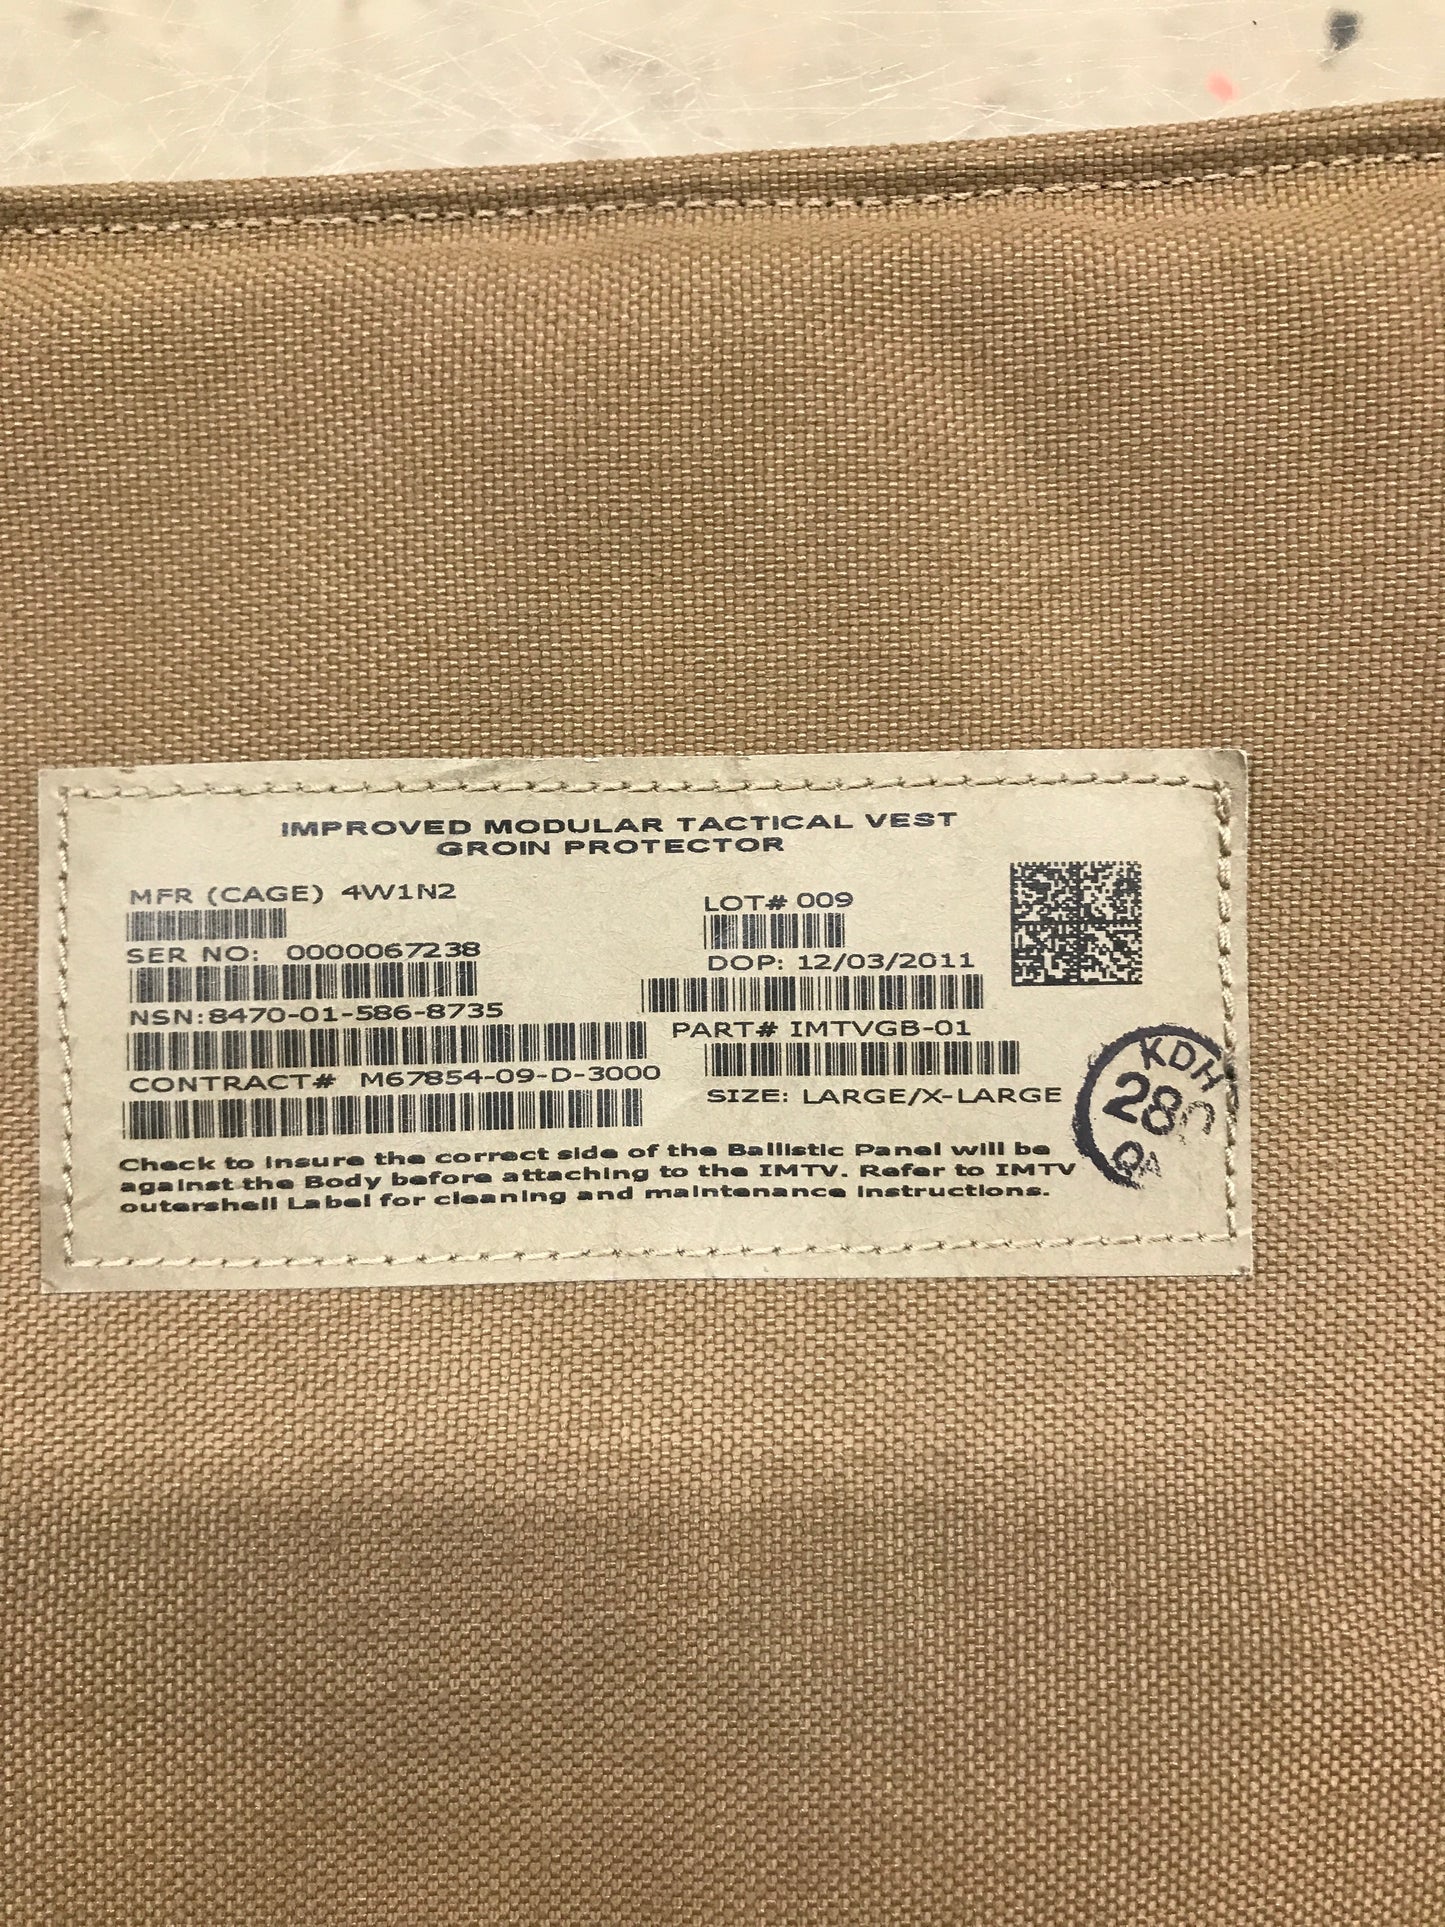 IMPROVED MODULAR TACTICAL VEST
GROIN PROTECTOR
MFR (CAGE) 4W1N2
SER NO: 0000067238
NSN:8470-01-586-8735
CONTRACT# M67854-09-D-3000
LOT# 009
DOP: 12/03/2011
PART# IMTVGB-01
SIZE: LARGE/X-LARGE
Check to insure the correct side of the Ballistic Panel will be
against the Body before attaching to the IMTV. Refer to IMTV
outershell Label for cleaning and maintenance instructions.
KDH
28
QA